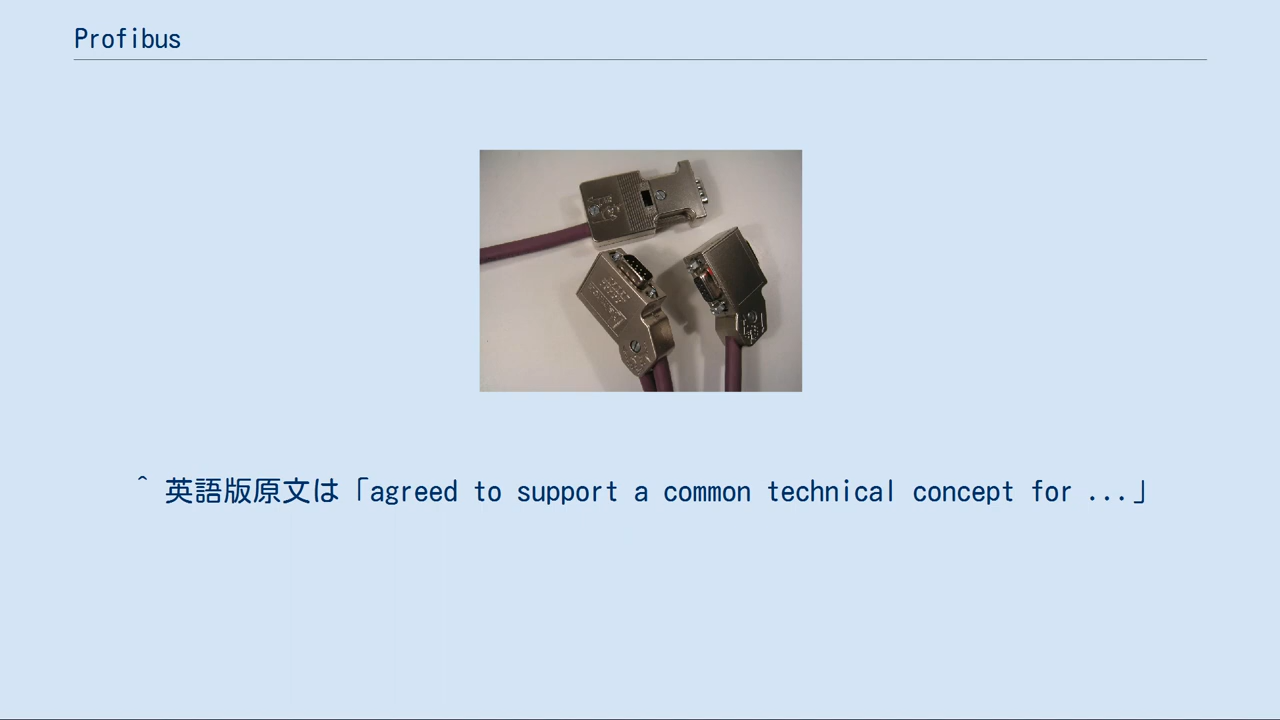 Profibus
^ 英語版原文は「agreed to support a common technical concept for ...」